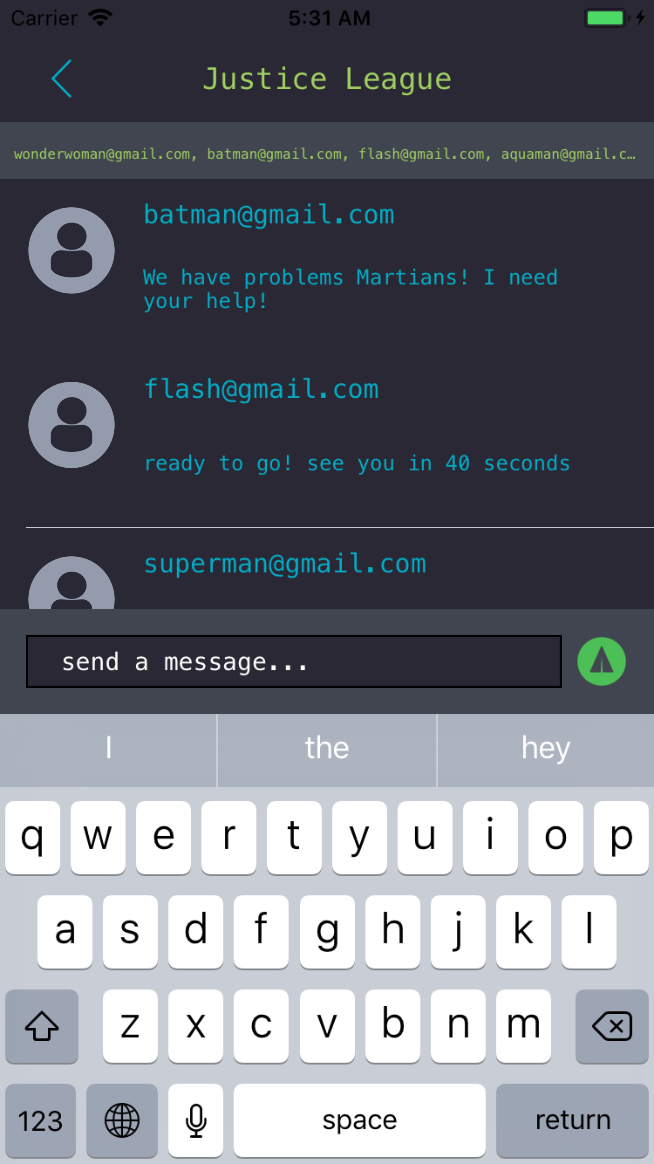 Carrier 5:31 AM
Justice League
wonderwoman@gmail.com, batman@gmail.com, flash@gmail.com, aquaman@gmail.c…
batman@gmail.com
We have problems Martians! I need
your help!
flash@gmail.com
ready to go! see you in 40 seconds
superman@gmail.com
send a message...
I the hey
q w e r t y u i o p
a s d f g h j k l
z x c v b n m
123 space return